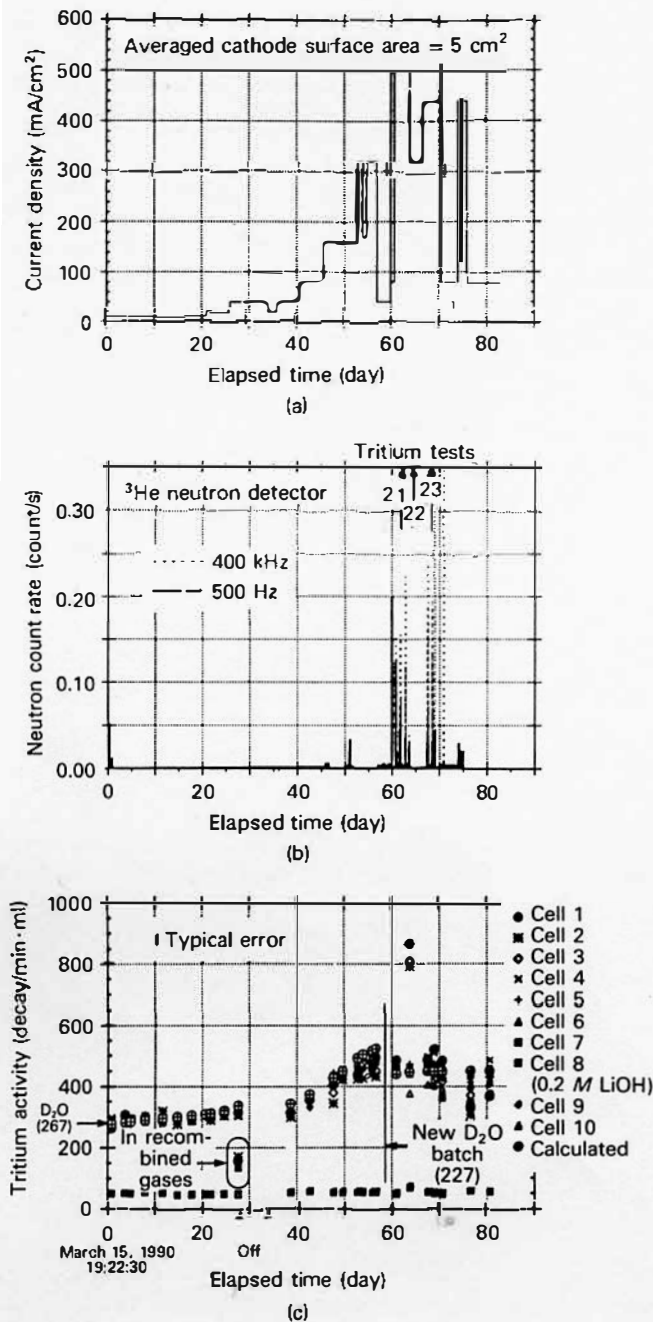 600
500
400
300
200
100
0
Current density (mA/cm²)
Averaged cathode surface area = 5 cm²
0 20 40 60 80
Elapsed time (day)
(a)
Tritium tests
0.30
0.20
0.10
0.00
Neutron count rate (count/s)
³He neutron detector
21
22
23
400 kHz
500 Hz
0 20 40 60 80
Elapsed time (day)
(b)
1000
800
600
400
200
0
Tritium activity (decay/min·ml)
D₂O
(267)
Typical error
In recom-
bined
gases
New D₂O
batch
(227)
Cell 1
Cell 2
Cell 3
Cell 4
Cell 5
Cell 6
Cell 7
Cell 8
(0.2 M LiOH)
Cell 9
Cell 10
Calculated
0 20 40 60 80
March 15, 1990
19:22:30
Off
Elapsed time (day)
(c)